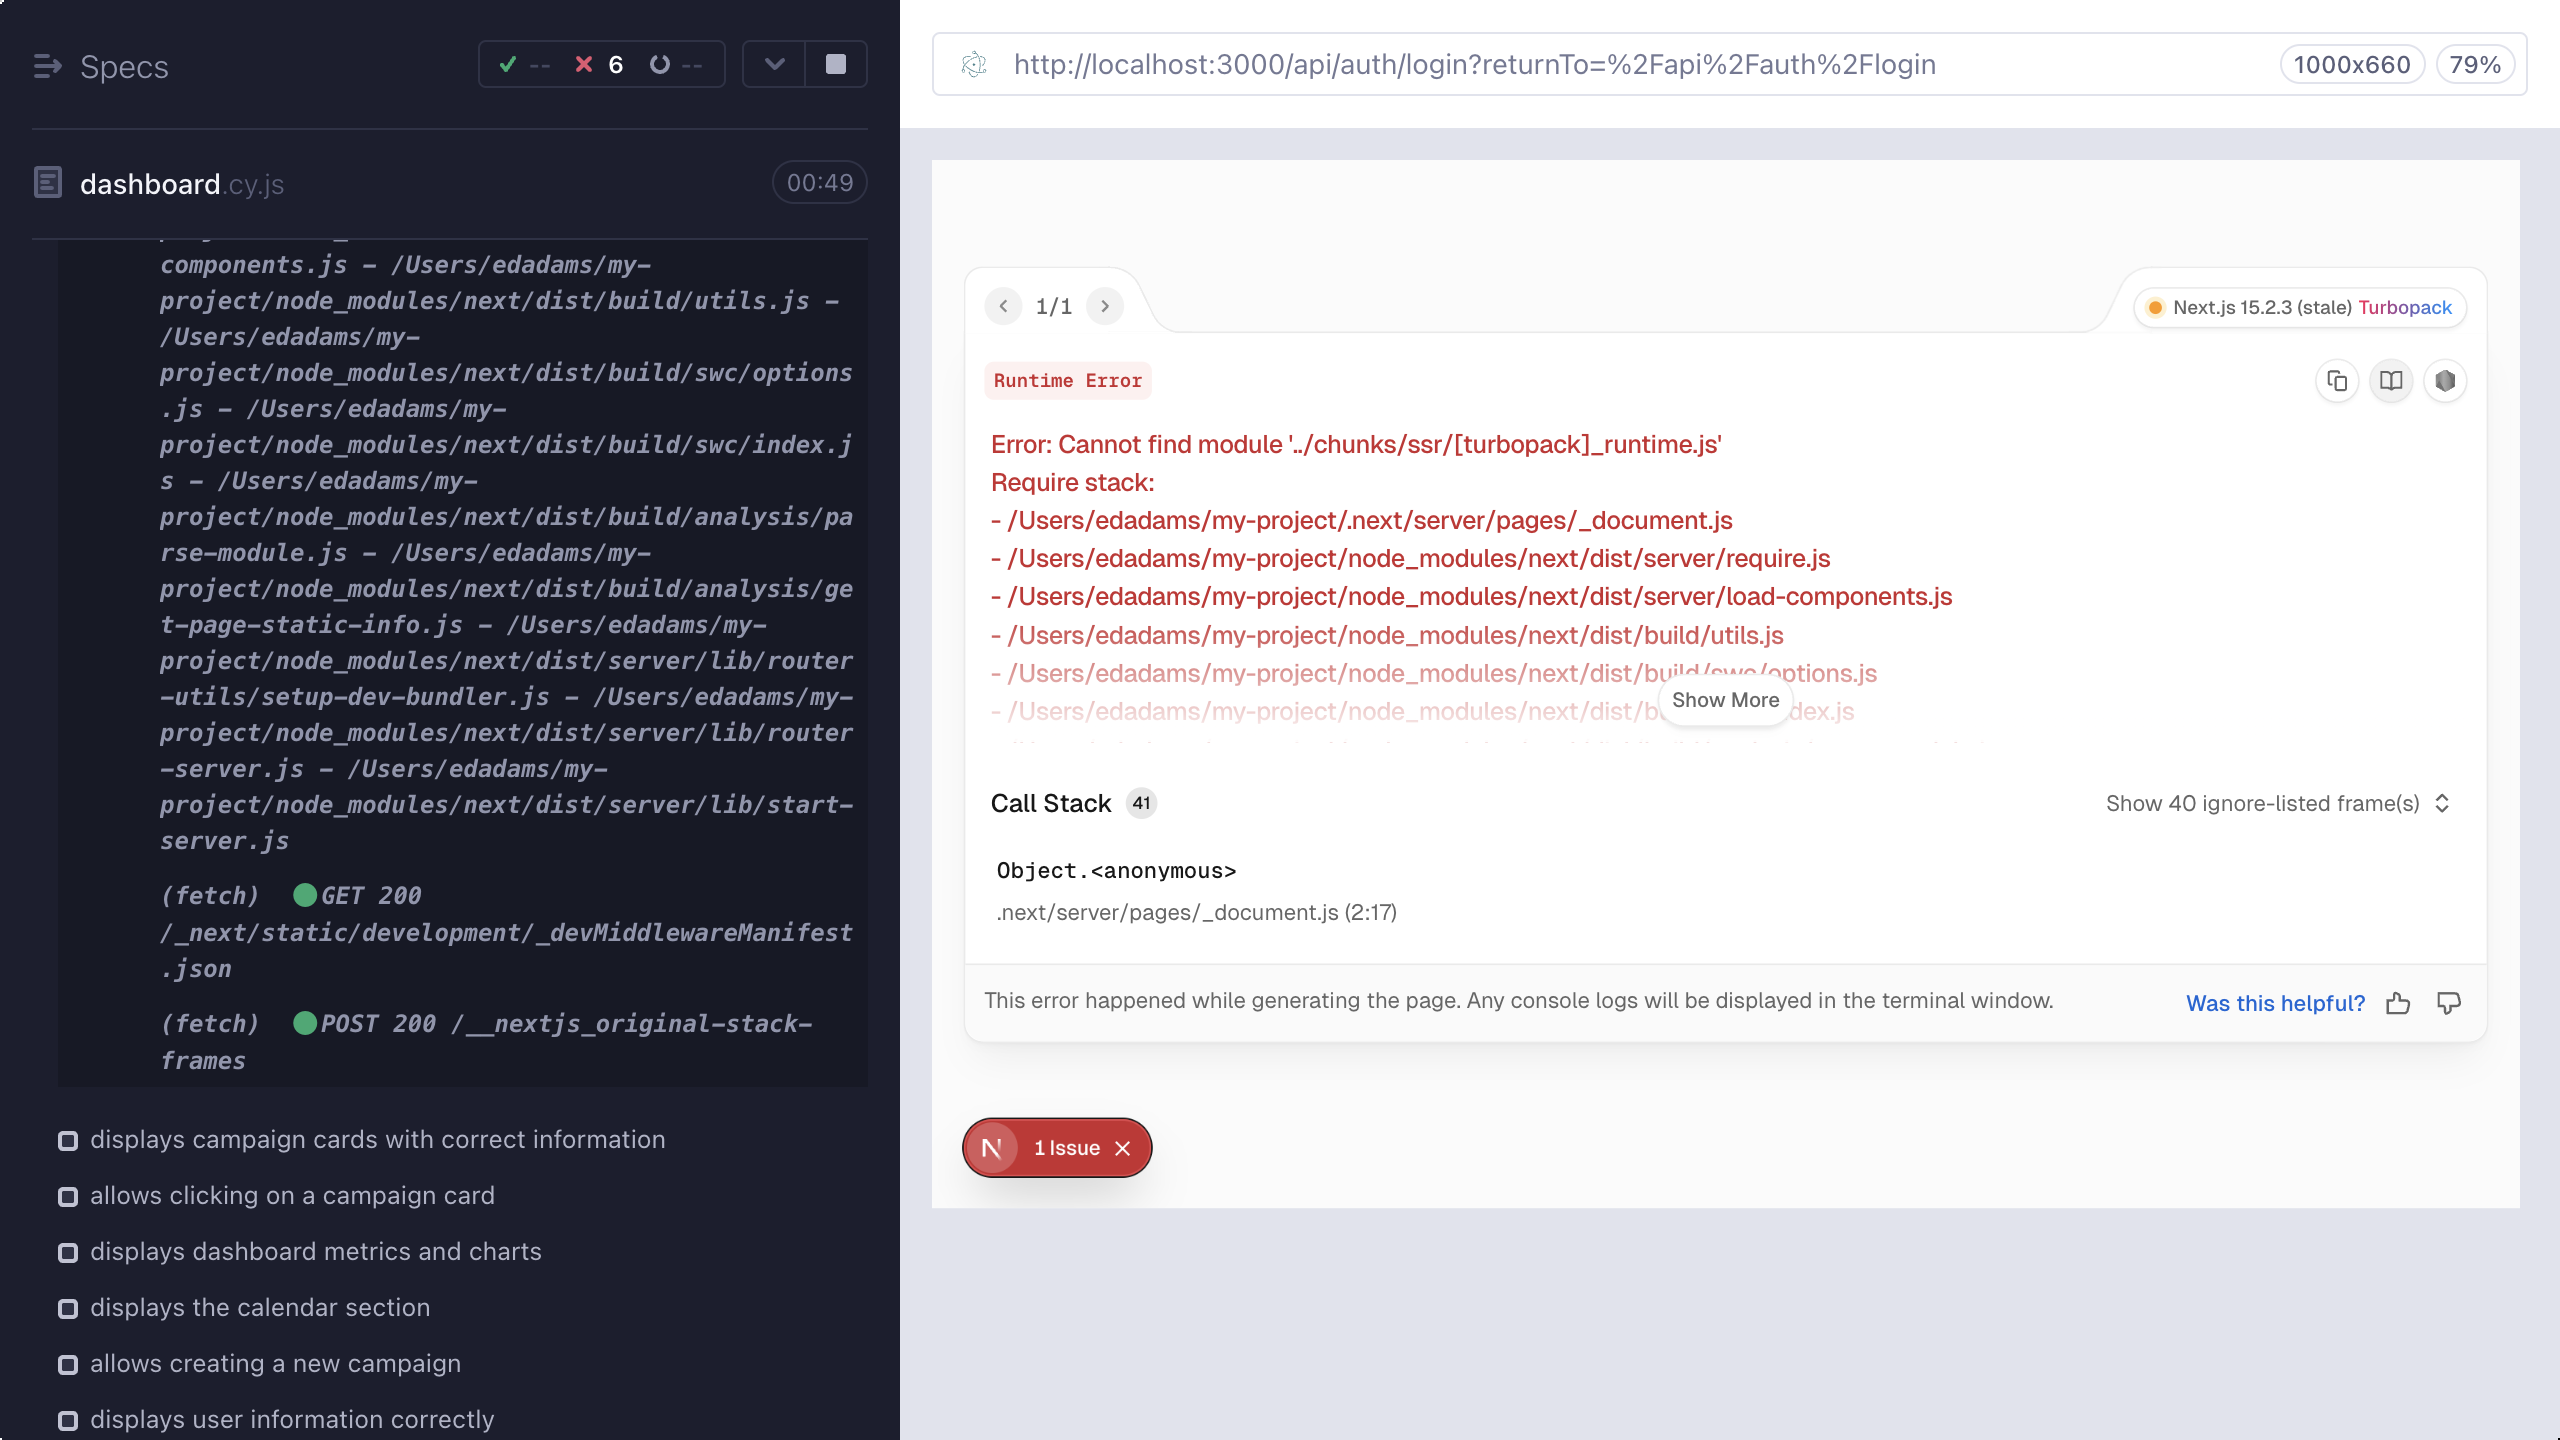 Specs
-- 6 --
dashboard.cy.js
00:49
components.js – /Users/edadams/my-
project/node_modules/next/dist/build/utils.js –
/Users/edadams/my-
project/node_modules/next/dist/build/swc/options
.js – /Users/edadams/my-
project/node_modules/next/dist/build/swc/index.j
s – /Users/edadams/my-
project/node_modules/next/dist/build/analysis/pa
rse-module.js – /Users/edadams/my-
project/node_modules/next/dist/build/analysis/ge
t-page-static-info.js – /Users/edadams/my-
project/node_modules/next/dist/server/lib/router
-utils/setup-dev-bundler.js – /Users/edadams/my-
project/node_modules/next/dist/server/lib/router
-server.js – /Users/edadams/my-
project/node_modules/next/dist/server/lib/start-
server.js
(fetch) GET 200
/_next/static/development/_devMiddlewareManifest
.json
(fetch) POST 200 /__nextjs_original-stack-
frames
displays campaign cards with correct information
allows clicking on a campaign card
displays dashboard metrics and charts
displays the calendar section
allows creating a new campaign
displays user information correctly
http://localhost:3000/api/auth/login?returnTo=%2Fapi%2Fauth%2Flogin
1000x660
79%
1/1
Next.js 15.2.3 (stale) Turbopack
Runtime Error
Error: Cannot find module '../chunks/ssr/[turbopack]_runtime.js'
Require stack:
- /Users/edadams/my-project/.next/server/pages/_document.js
- /Users/edadams/my-project/node_modules/next/dist/server/require.js
- /Users/edadams/my-project/node_modules/next/dist/server/load-components.js
- /Users/edadams/my-project/node_modules/next/dist/build/utils.js
- /Users/edadams/my-project/node_modules/next/dist/build/swc/options.js
- /Users/edadams/my-project/node_modules/next/dist/b dex.js
Show More
Call Stack 41
Show 40 ignore-listed frame(s)
Object.<anonymous>
.next/server/pages/_document.js (2:17)
This error happened while generating the page. Any console logs will be displayed in the terminal window.
Was this helpful?
N 1 Issue